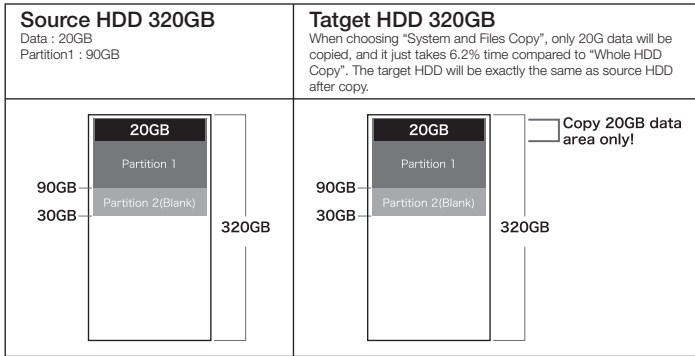 Source HDD 320GB
Data : 20GB
Partition1 : 90GB
Tatget HDD 320GB
When choosing “System and Files Copy”, only 20G data will be
copied, and it just takes 6.2% time compared to “Whole HDD
Copy”. The target HDD will be exactly the same as source HDD
after copy.
20GB
Partition 1
90GB
Partition 2(Blank)
30GB
320GB
20GB
Partition 1
90GB
Partition 2(Blank)
30GB
320GB
Copy 20GB data
area only!